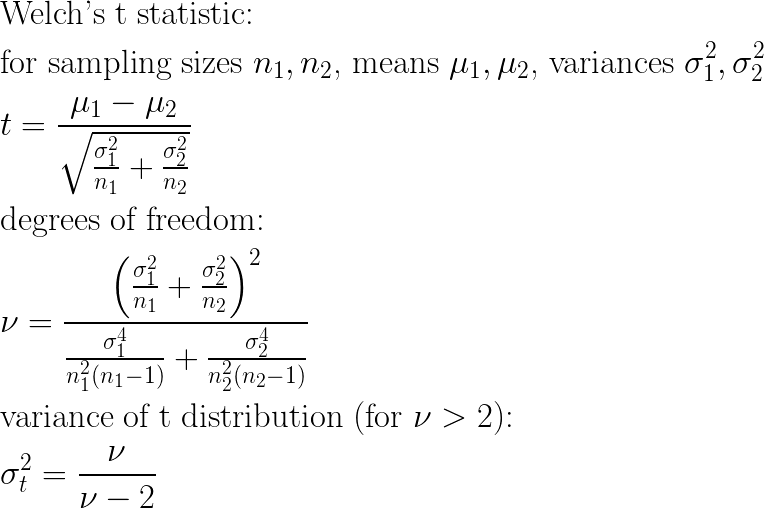 Welch's t statistic:
for sampling sizes $n_1, n_2$, means $\mu_1, \mu_2$, variances $\sigma_1^2, \sigma_2^2$
$t = \frac{\mu_1 - \mu_2}{\sqrt{\frac{\sigma_1^2}{n_1} + \frac{\sigma_2^2}{n_2}}}$
degrees of freedom:
$\nu = \frac{\left(\frac{\sigma_1^2}{n_1} + \frac{\sigma_2^2}{n_2}\right)^2}{\frac{\sigma_1^4}{n_1^2(n_1-1)} + \frac{\sigma_2^4}{n_2^2(n_2-1)}}$
variance of t distribution (for $\nu > 2$):
$\sigma_t^2 = \frac{\nu}{\nu - 2}$